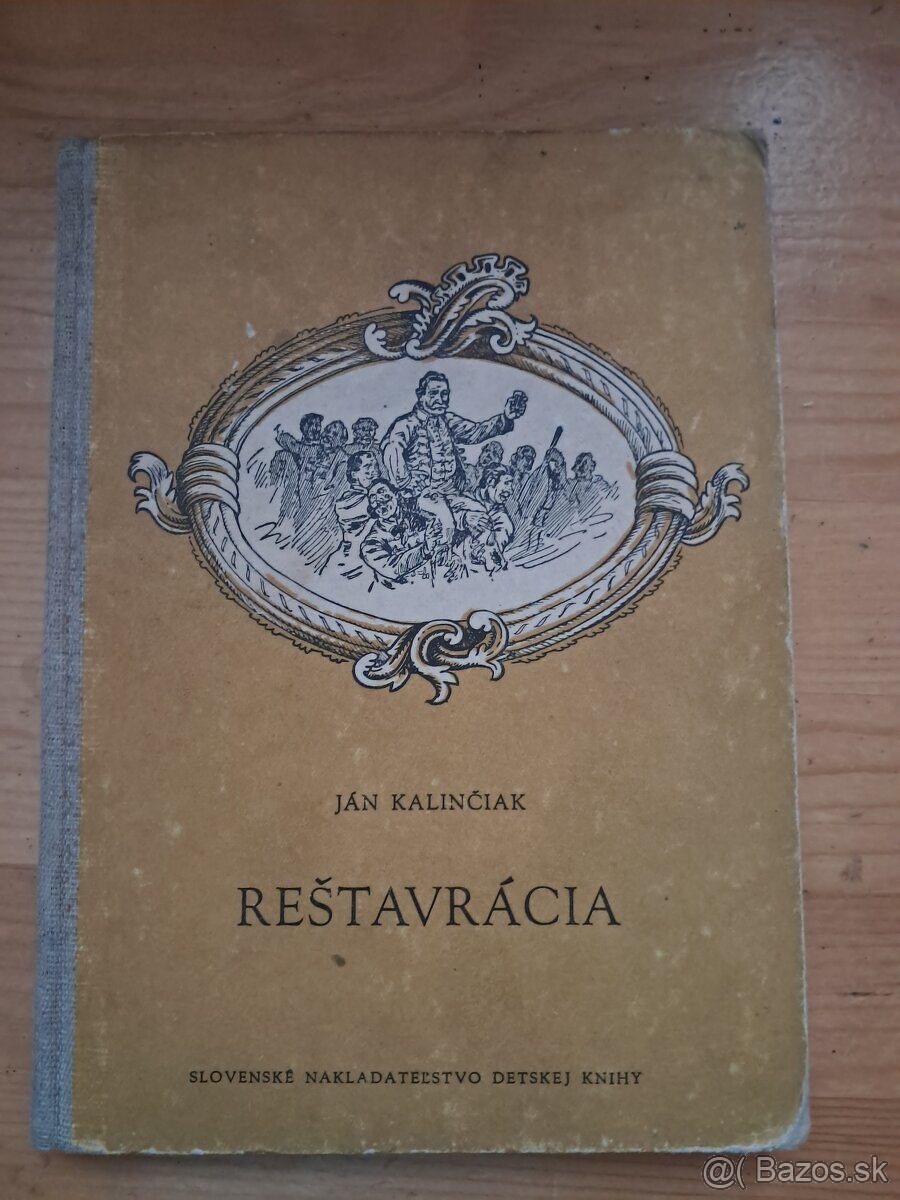 JÁN KALINČIAK
REŠTAVRÁCIA
SLOVENSKÉ NAKLADATEĽSTVO DETSKEJ KNIHY
@( Bazos.sk